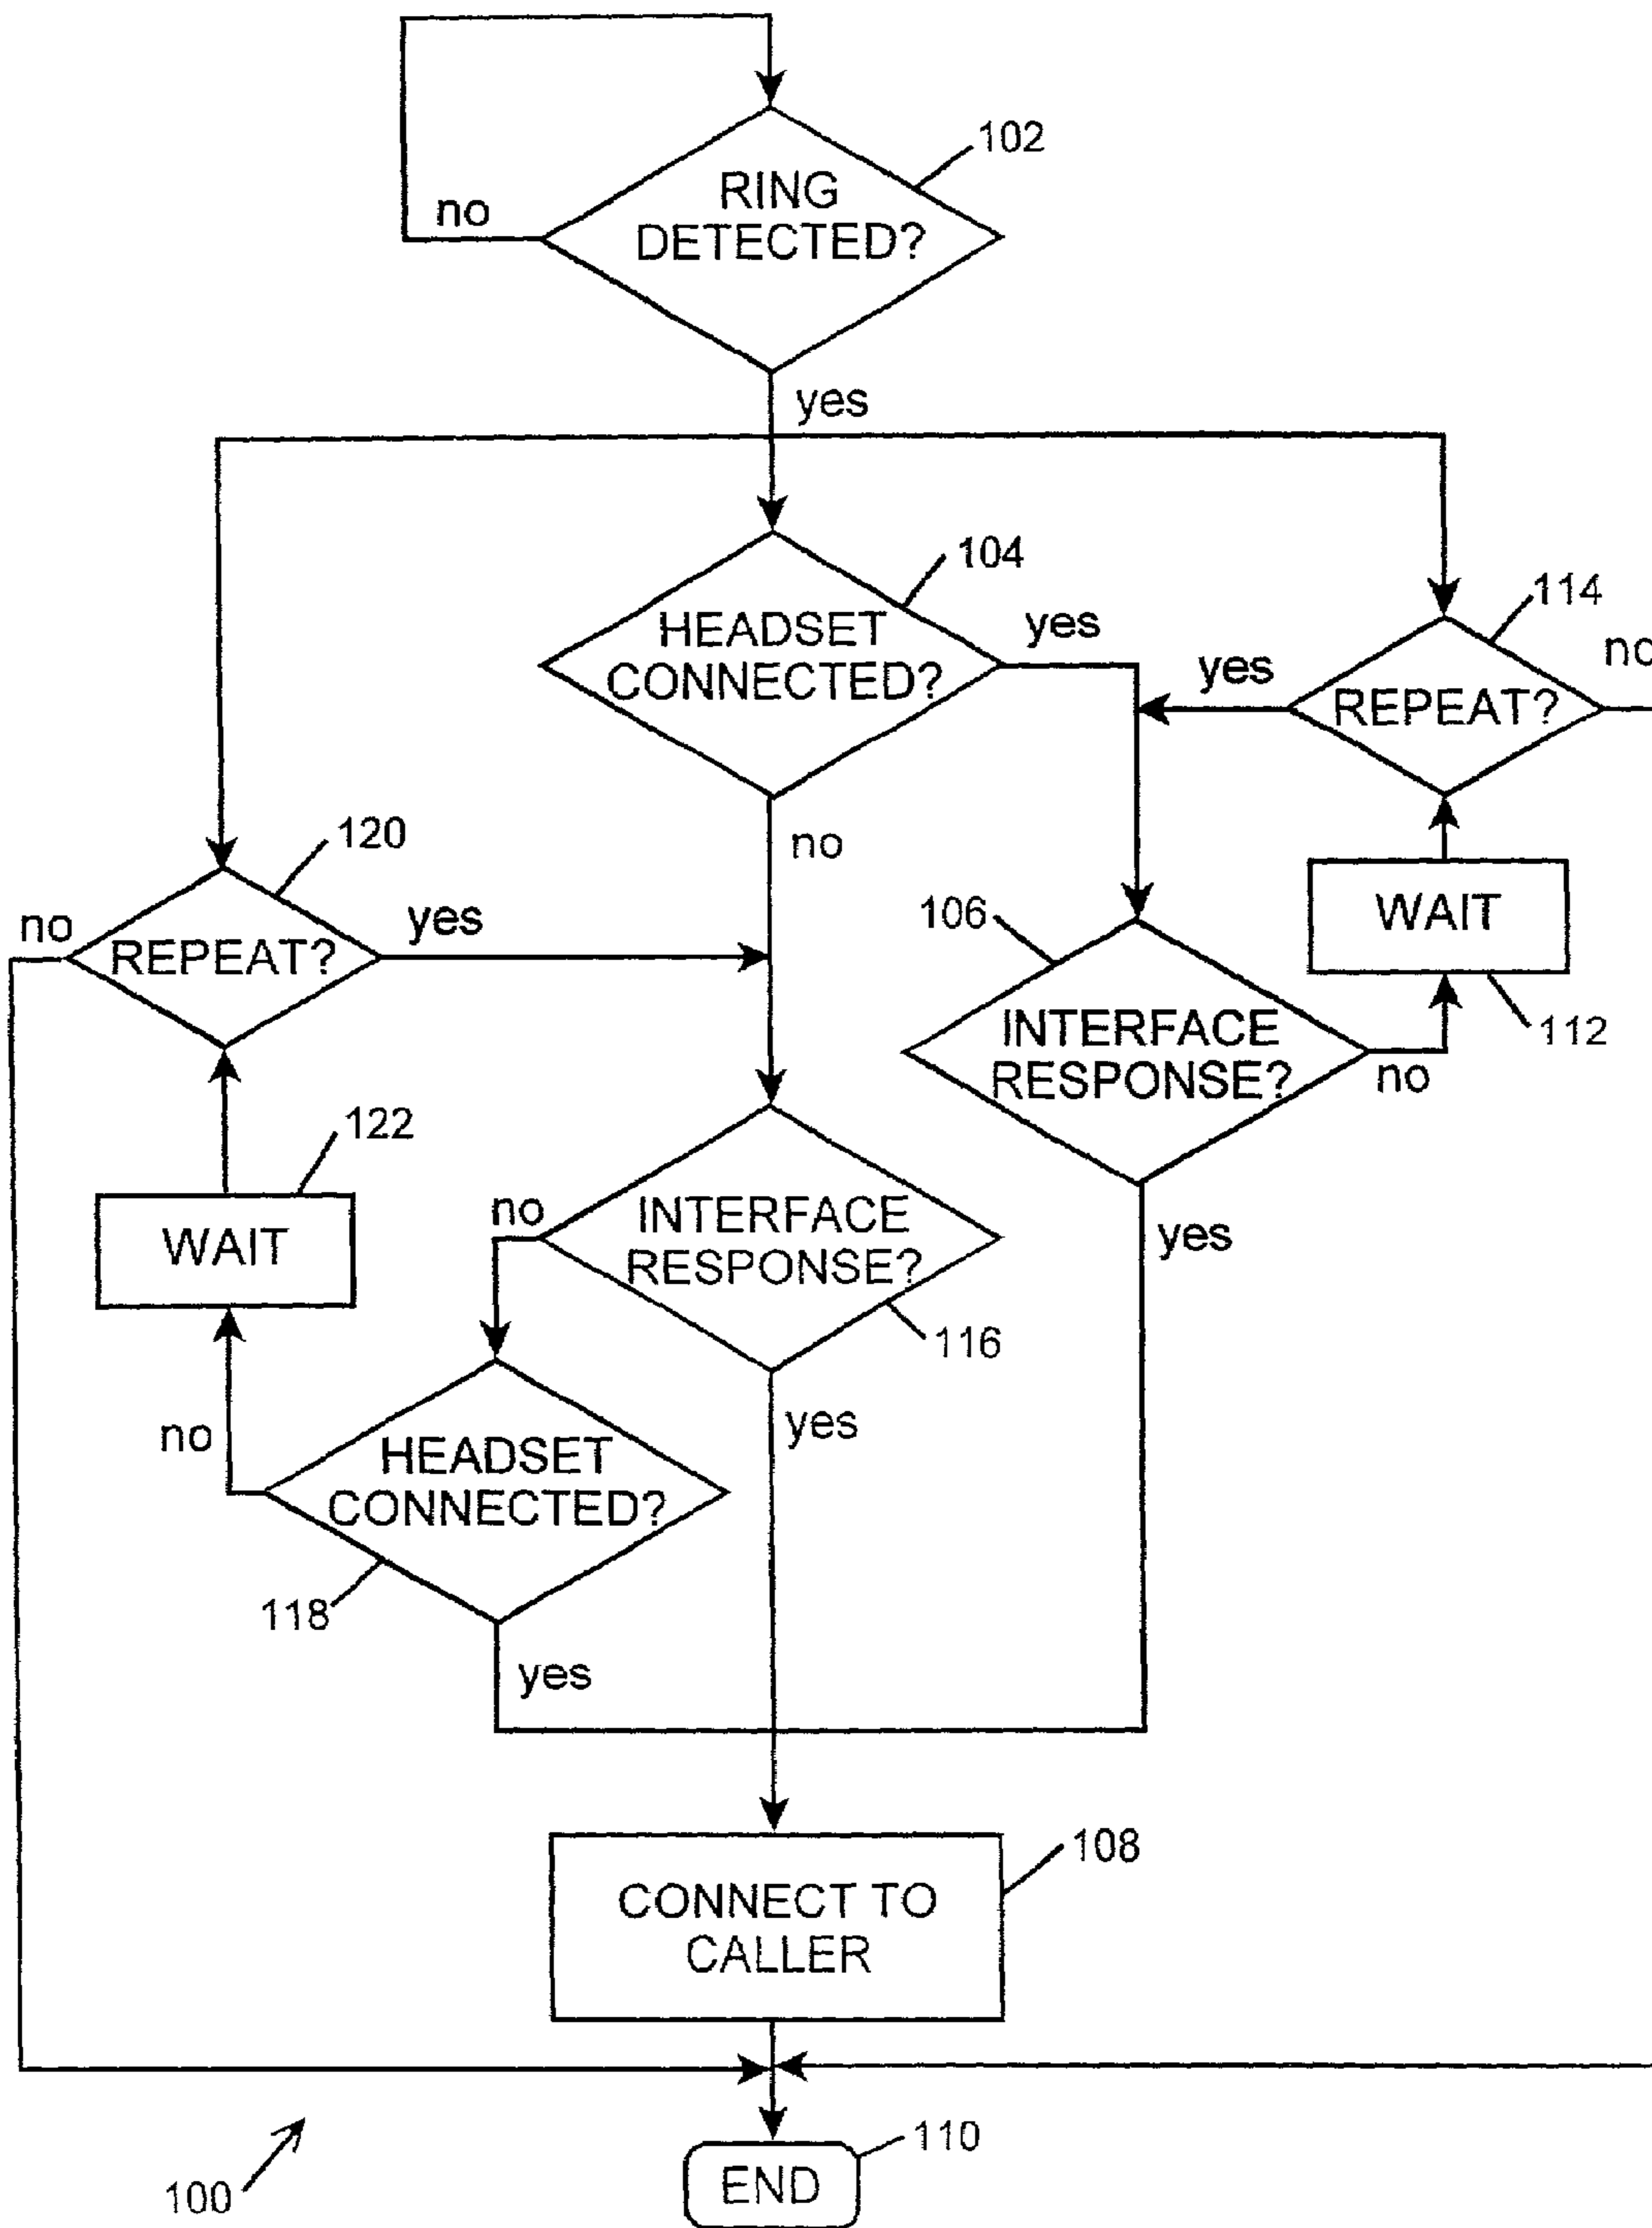 102
RING
DETECTED?
no
yes
104
HEADSET
CONNECTED?
yes
no
114
REPEAT?
yes
no
120
REPEAT?
no
yes
WAIT
112
106
INTERFACE
RESPONSE?
no
yes
122
WAIT
INTERFACE
RESPONSE?
116
no
yes
HEADSET
CONNECTED?
118
no
yes
108
CONNECT TO
CALLER
110
END
100